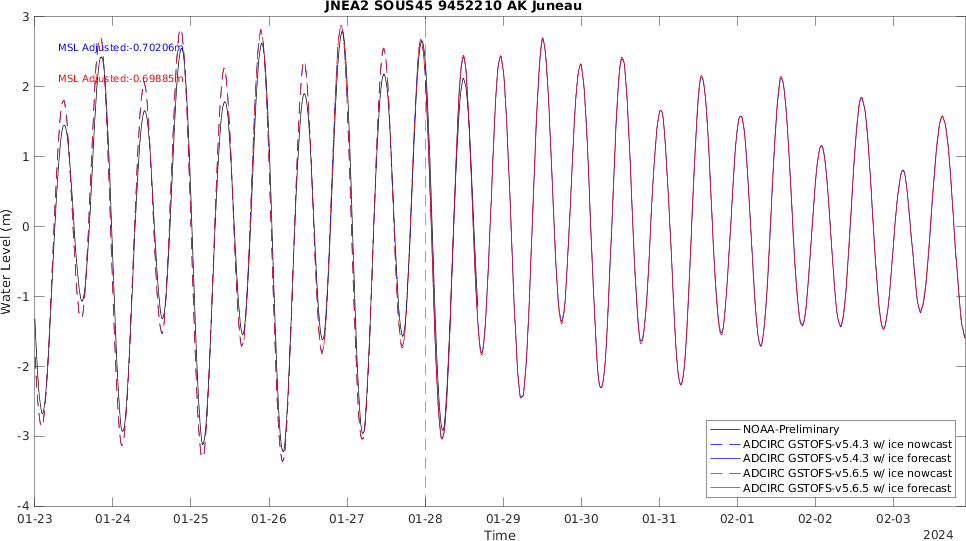 JNEA2 SOUS45 9452210 AK Juneau
3
2
1
0
-1
-2
-3
-4
Water Level (m)
MSL Adjusted:-0.70206m
MSL Adjusted:-0.69885m
NOAA-Preliminary
ADCIRC GSTOFS-v5.4.3 w/ ice nowcast
ADCIRC GSTOFS-v5.4.3 w/ ice forecast
ADCIRC GSTOFS-v5.6.5 w/ ice nowcast
ADCIRC GSTOFS-v5.6.5 w/ ice forecast
01-23 01-24 01-25 01-26 01-27 01-28 01-29 01-30 01-31 02-01 02-02 02-03
Time
2024